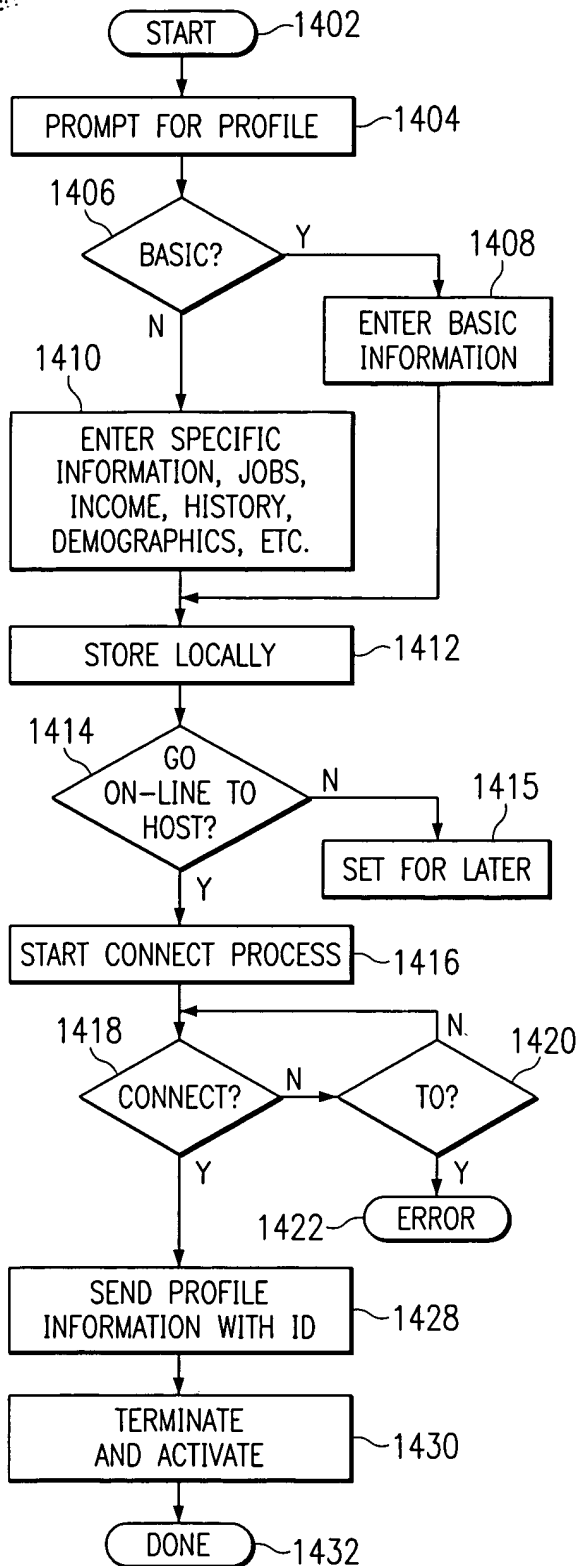 START
1402
PROMPT FOR PROFILE
1404
1406
BASIC?
Y
N
1408
ENTER BASIC
INFORMATION
1410
ENTER SPECIFIC
INFORMATION, JOBS,
INCOME, HISTORY,
DEMOGRAPHICS, ETC.
STORE LOCALLY
1412
1414
GO
ON-LINE TO
HOST?
N
Y
1415
SET FOR LATER
START CONNECT PROCESS
1416
1418
CONNECT?
N
Y
N
1420
TO?
Y
1422
ERROR
SEND PROFILE
INFORMATION WITH ID
1428
TERMINATE
AND ACTIVATE
1430
DONE
1432